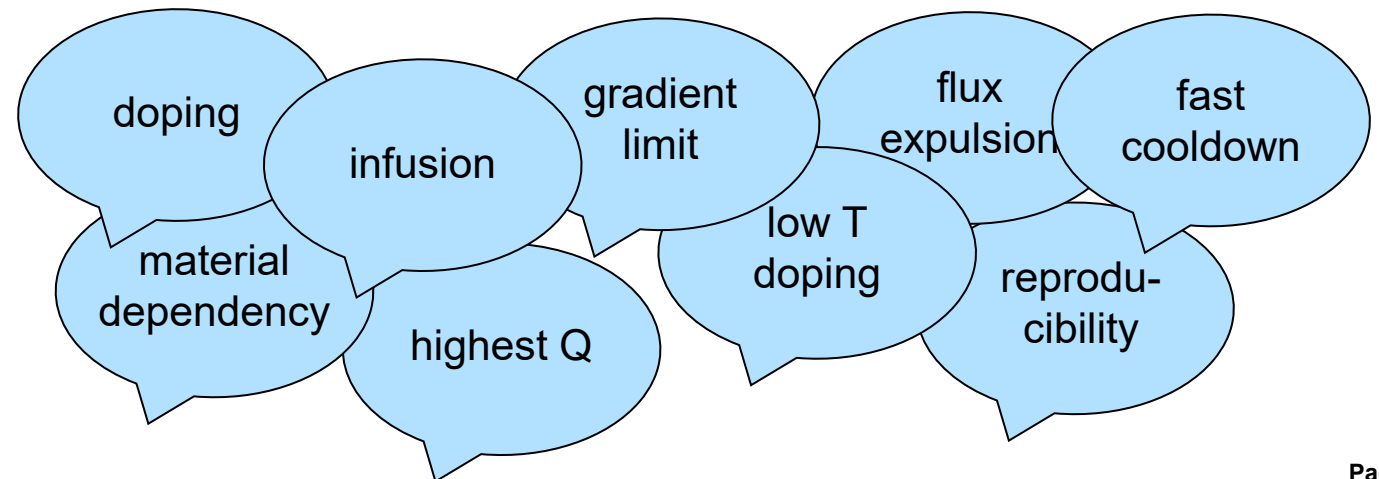 doping
infusion
gradient
limit
flux
expulsion
fast
cooldown
material
dependency
highest Q
low T
doping
reprodu-
cibility
Pa